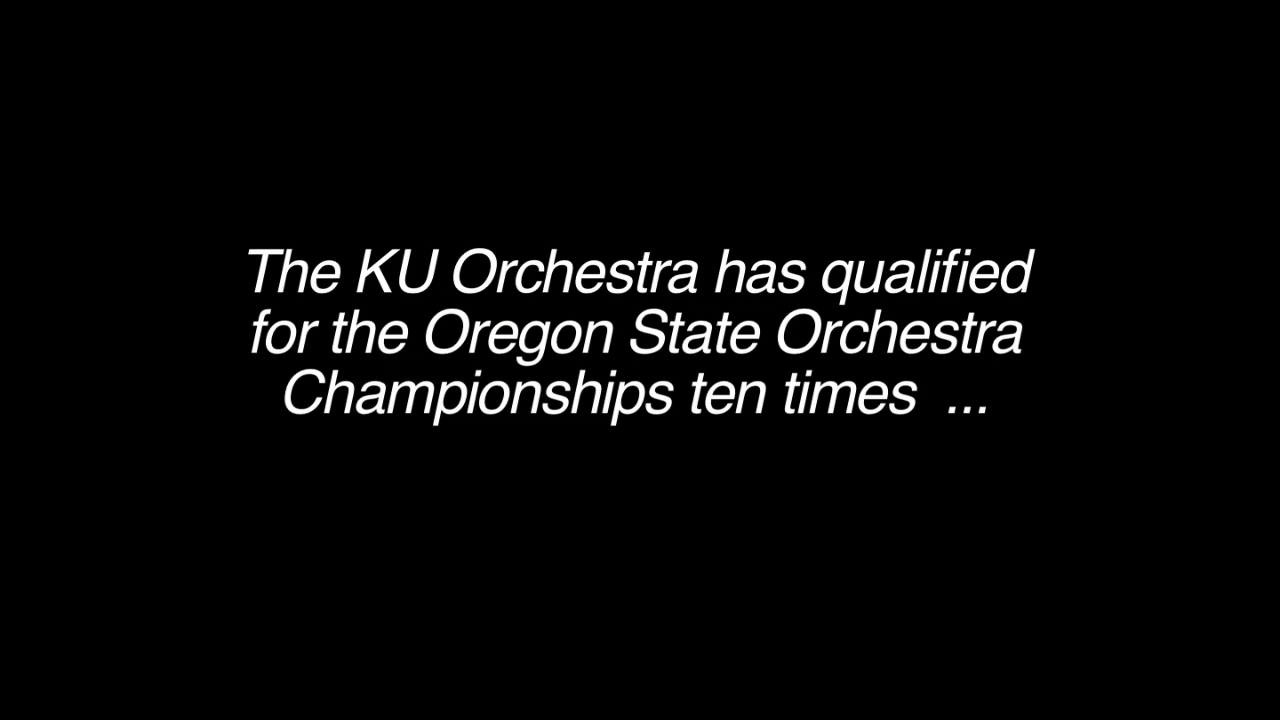 The KU Orchestra has qualified
for the Oregon State Orchestra
Championships ten times  ...